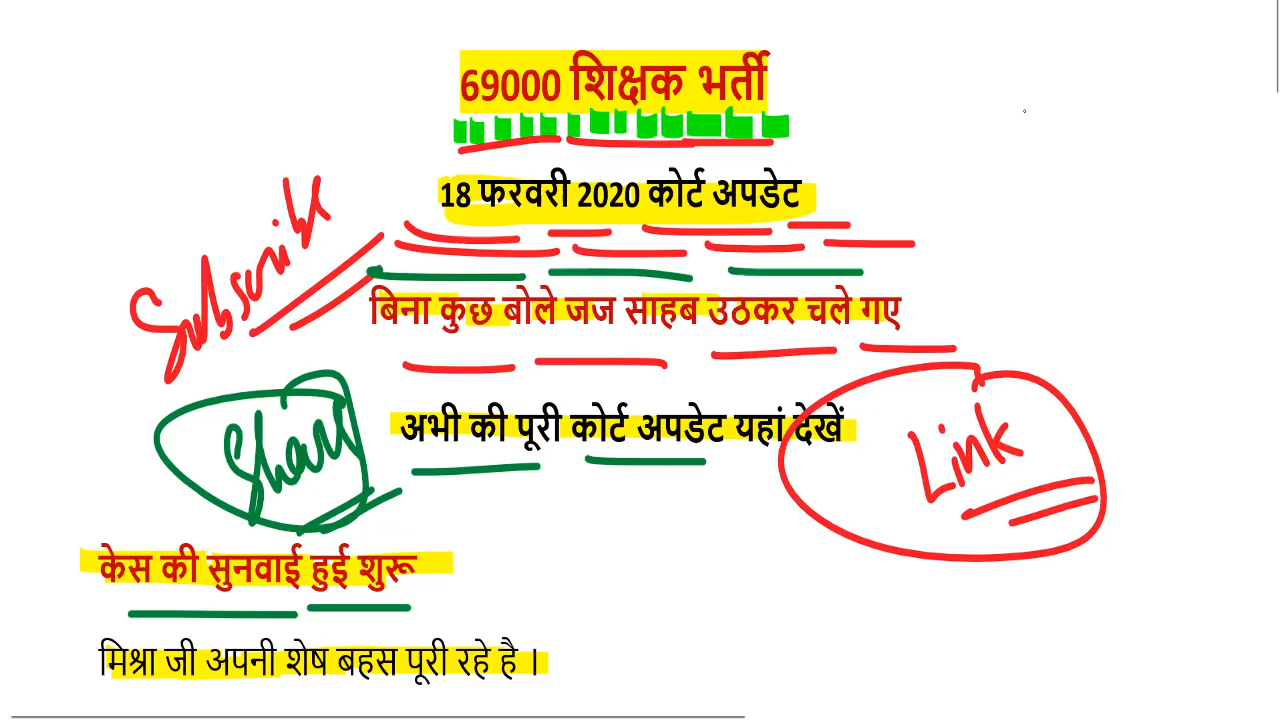 69000 शिक्षक भर्ती
18 फरवरी 2020 कोर्ट अपडेट
Subscribe
बिना कुछ बोले जज साहब उठकर चले गए
Share
अभी की पूरी कोर्ट अपडेट यहां देखें
Link
केस की सुनवाई हुई शुरू
मिश्रा जी अपनी शेष बहस पूरी रहे है ।